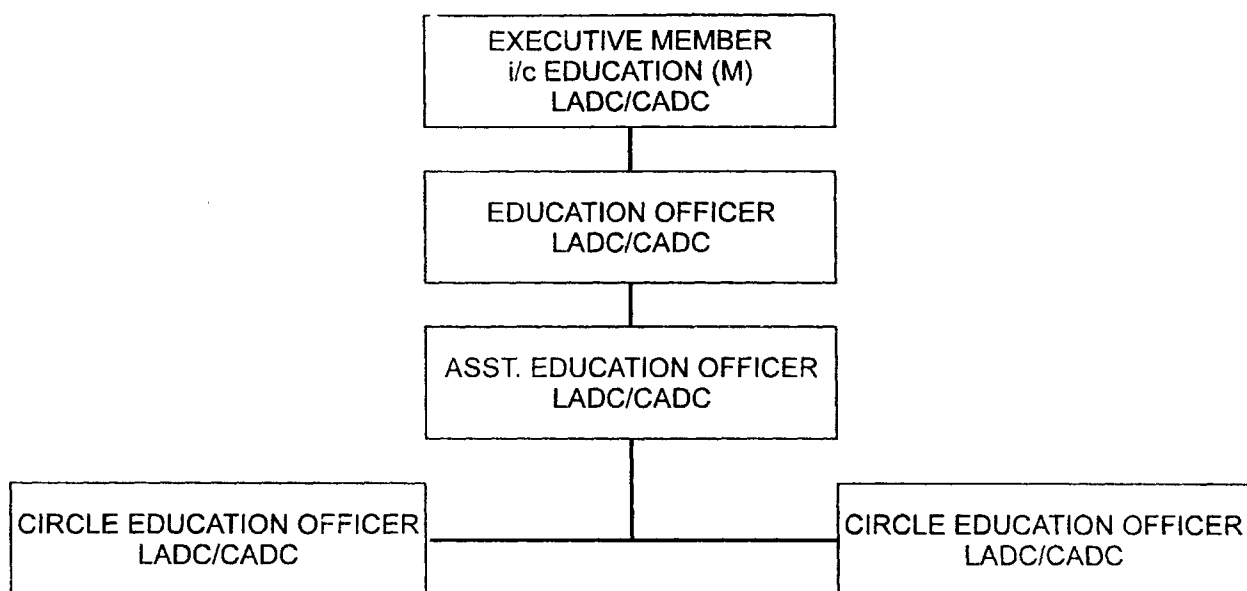 EXECUTIVE MEMBER
i/c EDUCATION (M)
LADC/CADC
EDUCATION OFFICER
LADC/CADC
ASST. EDUCATION OFFICER
LADC/CADC
CIRCLE EDUCATION OFFICER
LADC/CADC
CIRCLE EDUCATION OFFICER
LADC/CADC